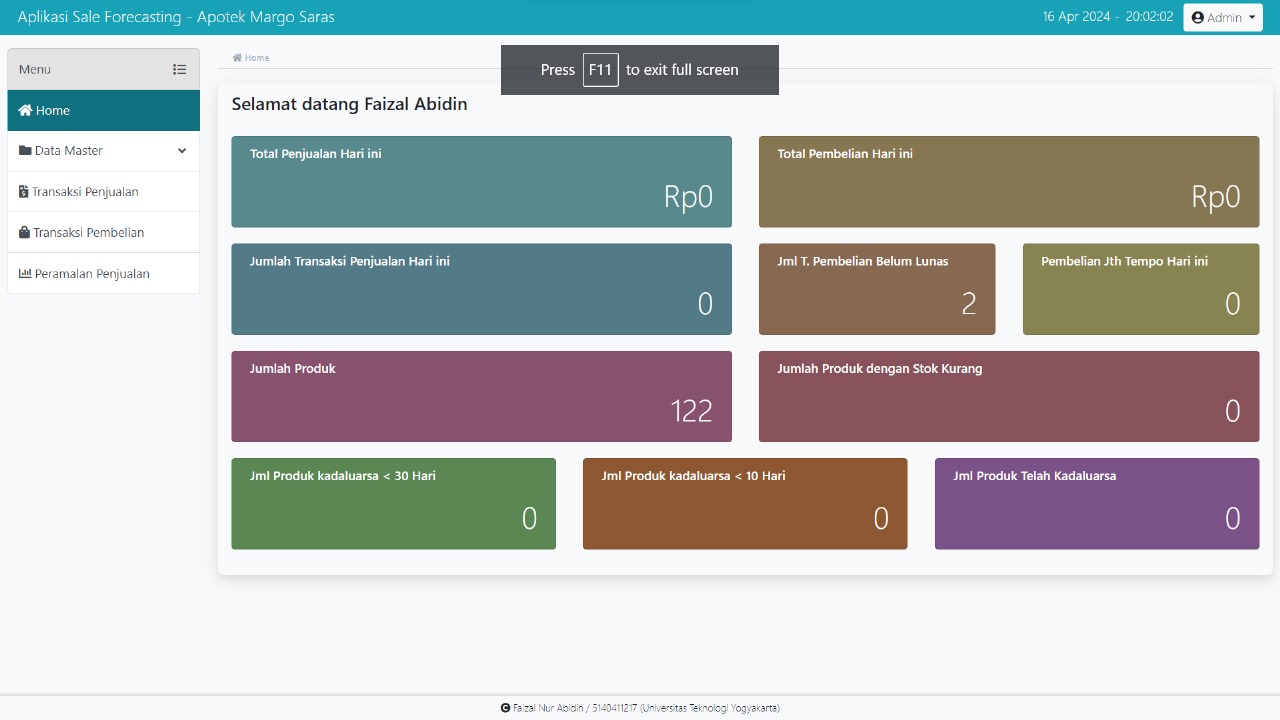 Aplikasi Sale Forecasting - Apotek Margo Saras
16 Apr 2024 - 20:02:02
Admin
Menu
Home
Data Master
Transaksi Penjualan
Transaksi Pembelian
Peramalan Penjualan
Home
Press F11 to exit full screen
Selamat datang Faizal Abidin
Total Penjualan Hari ini
Rp0
Total Pembelian Hari ini
Rp0
Jumlah Transaksi Penjualan Hari ini
0
Jml T. Pembelian Belum Lunas
2
Pembelian Jth Tempo Hari ini
0
Jumlah Produk
122
Jumlah Produk dengan Stok Kurang
0
Jml Produk kadaluarsa < 30 Hari
0
Jml Produk kadaluarsa < 10 Hari
0
Jml Produk Telah Kadaluarsa
0
Faizal Nur Abidin / 5140411217 (Universitas Teknologi Yogyakarta)